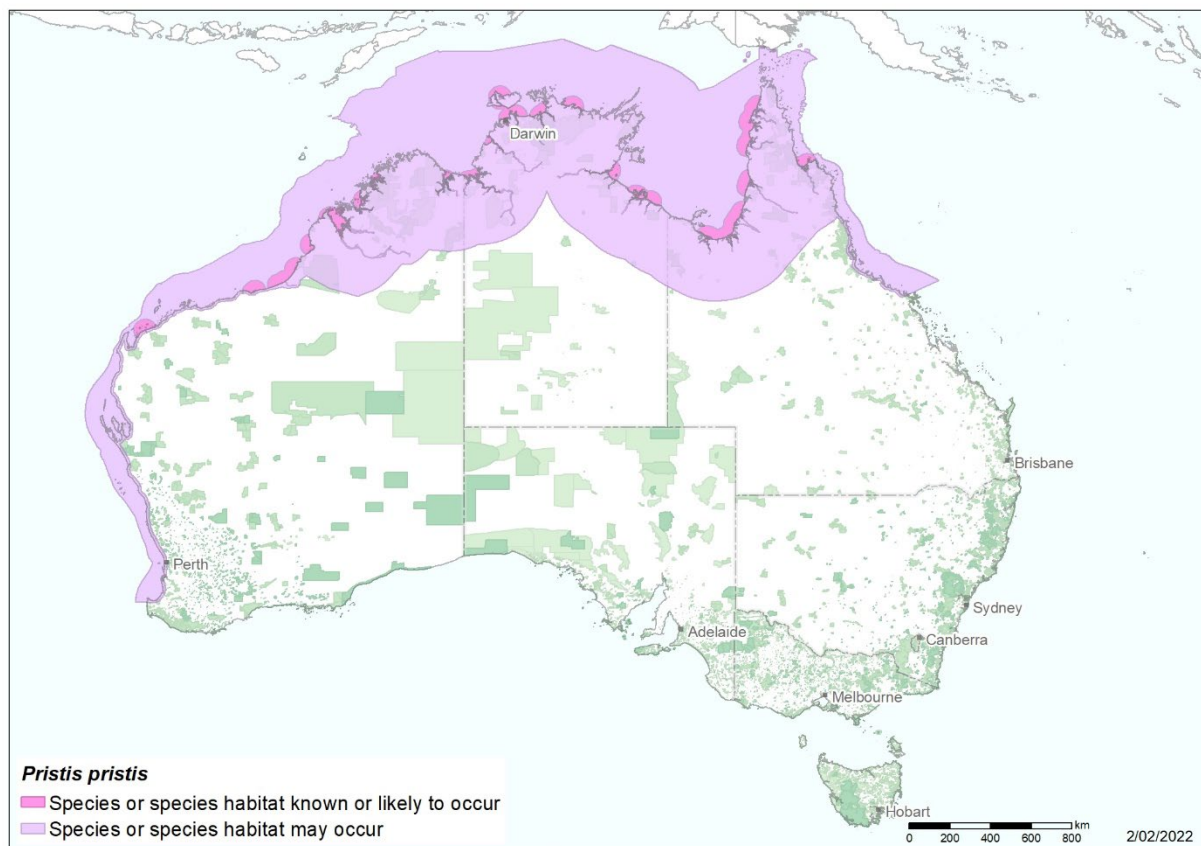 Darwin
Brisbane
Perth
Sydney
Adelaide
Canberra
Melbourne
Pristis pristis
Species or species habitat known or likely to occur
Species or species habitat may occur
Hobart
km
0 200 400 600 800
2/02/2022